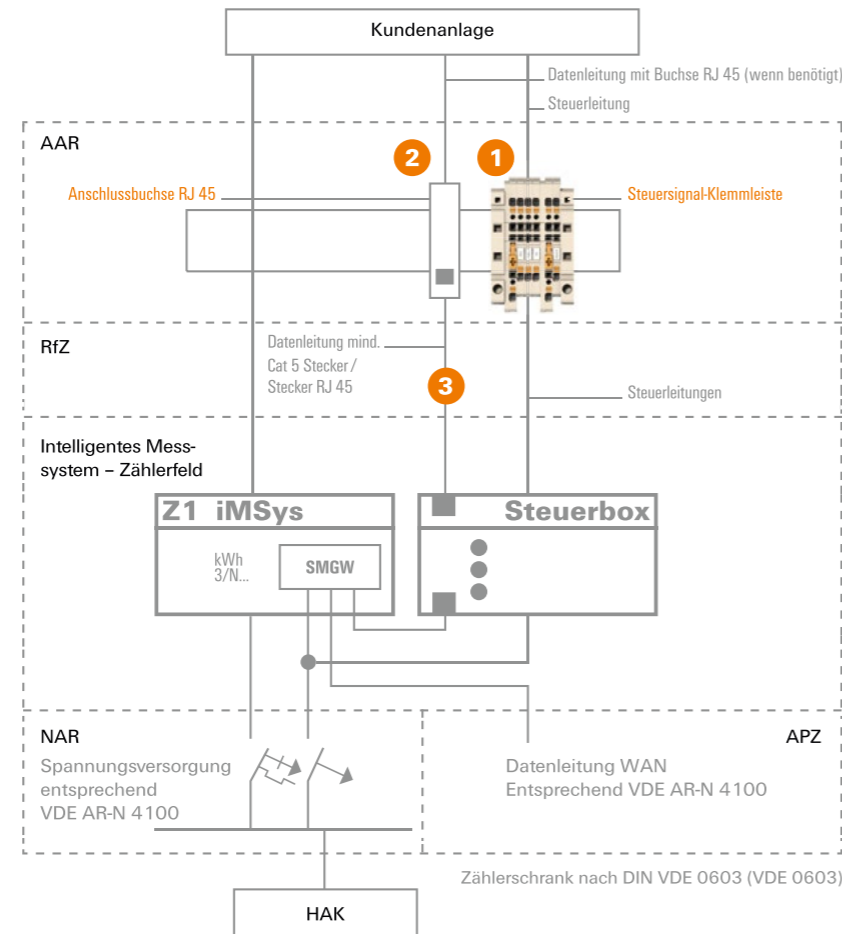 Kundenanlage
Datenleitung mit Buchse RJ 45 (wenn benötigt)
Steuerleitung
AAR
2
1
Anschlussbuchse RJ 45
Steuersignal-Klemmleiste
RfZ
Datenleitung mind.
Cat 5 Stecker /
Stecker RJ 45
3
Steuerleitungen
Intelligentes Mess-
system – Zählerfeld
Z1 iMSys
Steuerbox
kWh
3/N...
SMGW
NAR
APZ
Spannungsversorgung
entsprechend
VDE AR-N 4100
Datenleitung WAN
Entsprechend VDE AR-N 4100
Zählerschrank nach DIN VDE 0603 (VDE 0603)
HAK